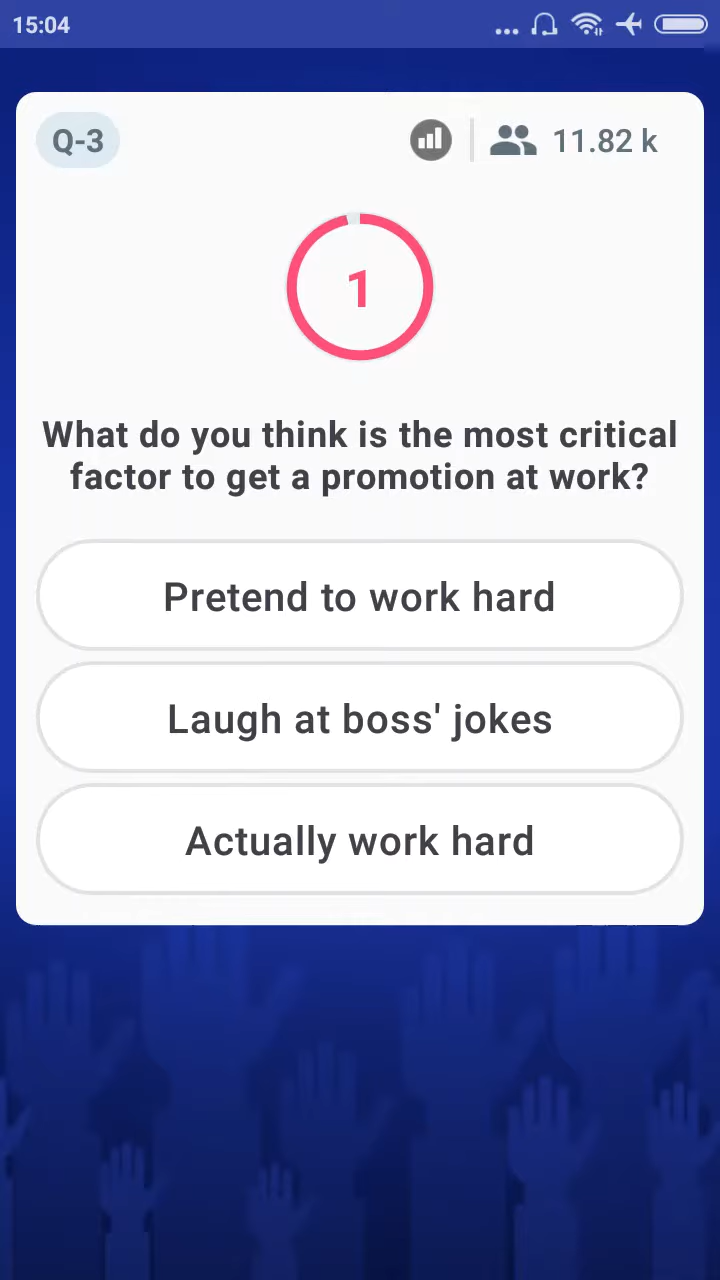 15:04
Q-3
11.82 k
1
What do you think is the most critical
factor to get a promotion at work?
Pretend to work hard
Laugh at boss' jokes
Actually work hard